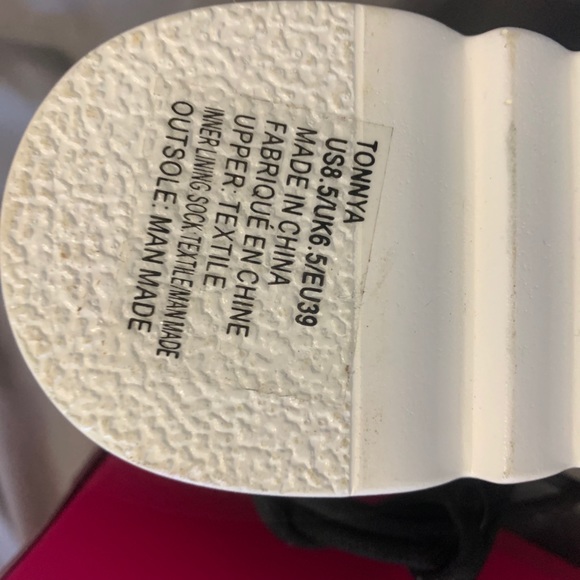 TONNYA
US8.5/UK6.5/EU39
MADE IN CHINA
FABRIQUÉ EN CHINE
UPPER: TEXTILE
INNER LINING SOCK:TEXTILE/MAN MADE
OUTSOLE: MAN MADE